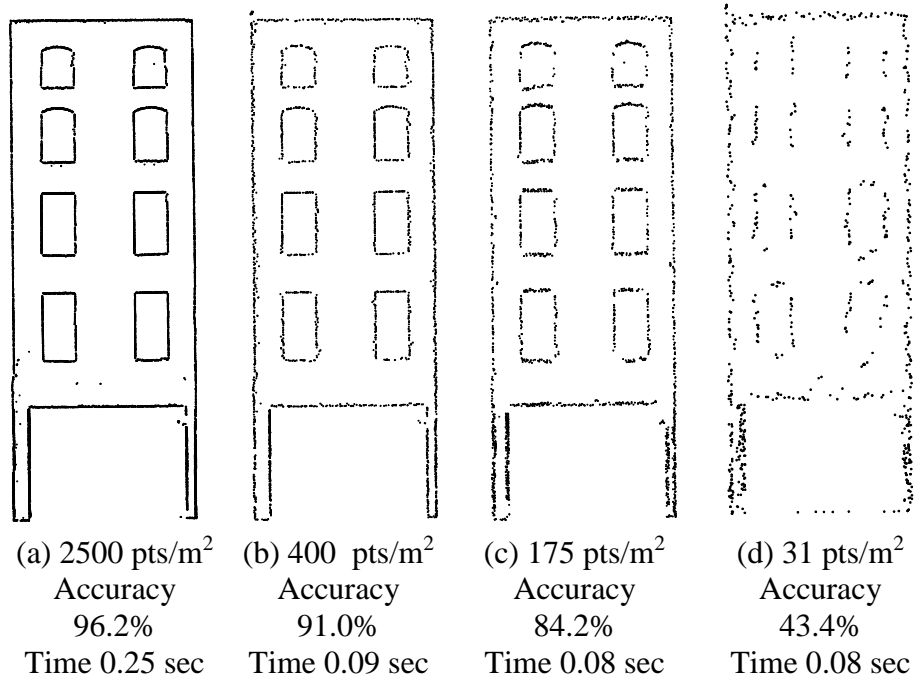 (a) 2500 pts/m² (b) 400 pts/m² (c) 175 pts/m² (d) 31 pts/m²
Accuracy Accuracy Accuracy Accuracy
96.2% 91.0% 84.2% 43.4%
Time 0.25 sec Time 0.09 sec Time 0.08 sec Time 0.08 sec